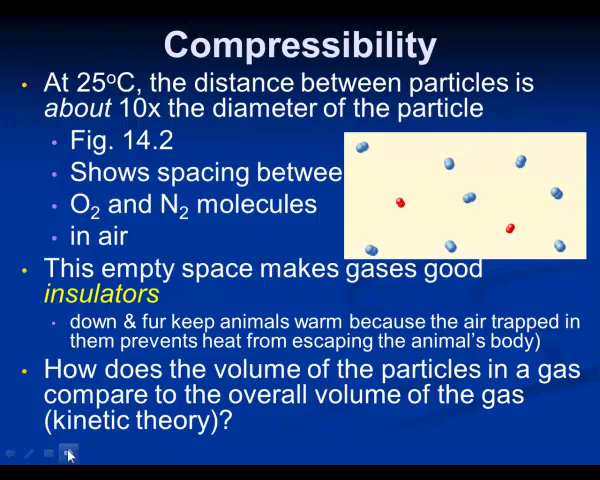 Compressibility
• At 25°C, the distance between particles is
about 10x the diameter of the particle
• Fig. 14.2
• Shows spacing betwee
• O₂ and N₂ molecules
• in air
• This empty space makes gases good
insulators
• down & fur keep animals warm because the air trapped in
them prevents heat from escaping the animal's body)
• How does the volume of the particles in a gas
compare to the overall volume of the gas
(kinetic theory)?